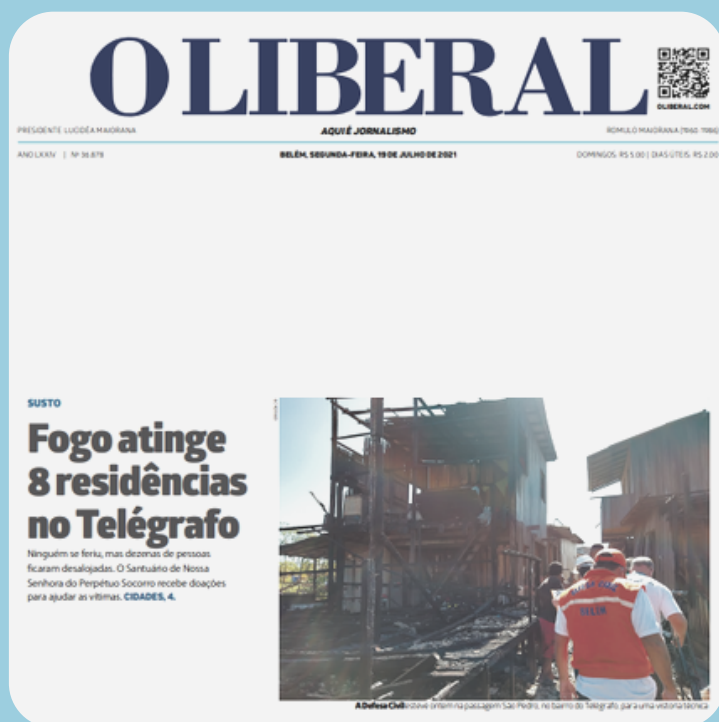 O LIBERAL
OLIBERAL.COM
PRESIDENTE LUCIDÉA MAIORANA
AQUI É JORNALISMO
ROMULO MAIORANA (1966-1986)
ANO LXXIV | Nº 36.878
BELÉM, SEGUNDA-FEIRA, 19 DE JULHO DE 2021
DOMINGOS: R$ 5,00 | DIAS ÚTEIS: R$ 2,00
SUSTO
Fogo atinge
8 residências
no Telégrafo
Ninguém se feriu, mas dezenas de pessoas
ficaram desalojadas. O Santuário de Nossa
Senhora do Perpétuo Socorro recebe doações
para ajudar as vítimas. CIDADES, 4.
DEFESA CIVIL
BELÉM
A Defesa Civil esteve ontem na passagem São Pedro, no bairro do Telégrafo, para uma vistoria técnica